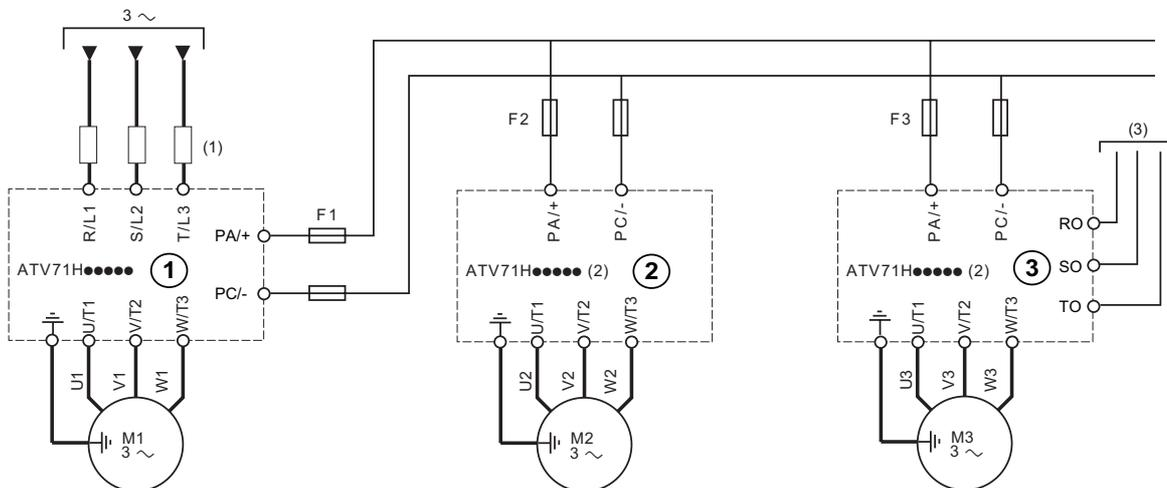 3 ~
(1)
F2
F3
(3)
R/L1 S/L2 T/L3
F1
PA/+
PC/-
ATV71H●●●●● 1
U/T1 V/T2 W/T3
U1 V1 W1
M1
3 ~
PA/+ PC/-
ATV71H●●●●● (2) 2
U/T1 V/T2 W/T3
U2 V2 W2
M2
3 ~
PA/+ PC/-
RO
SO
TO
ATV71H●●●●● (2) 3
U/T1 V/T2 W/T3
U3 V3 W3
M3
3 ~